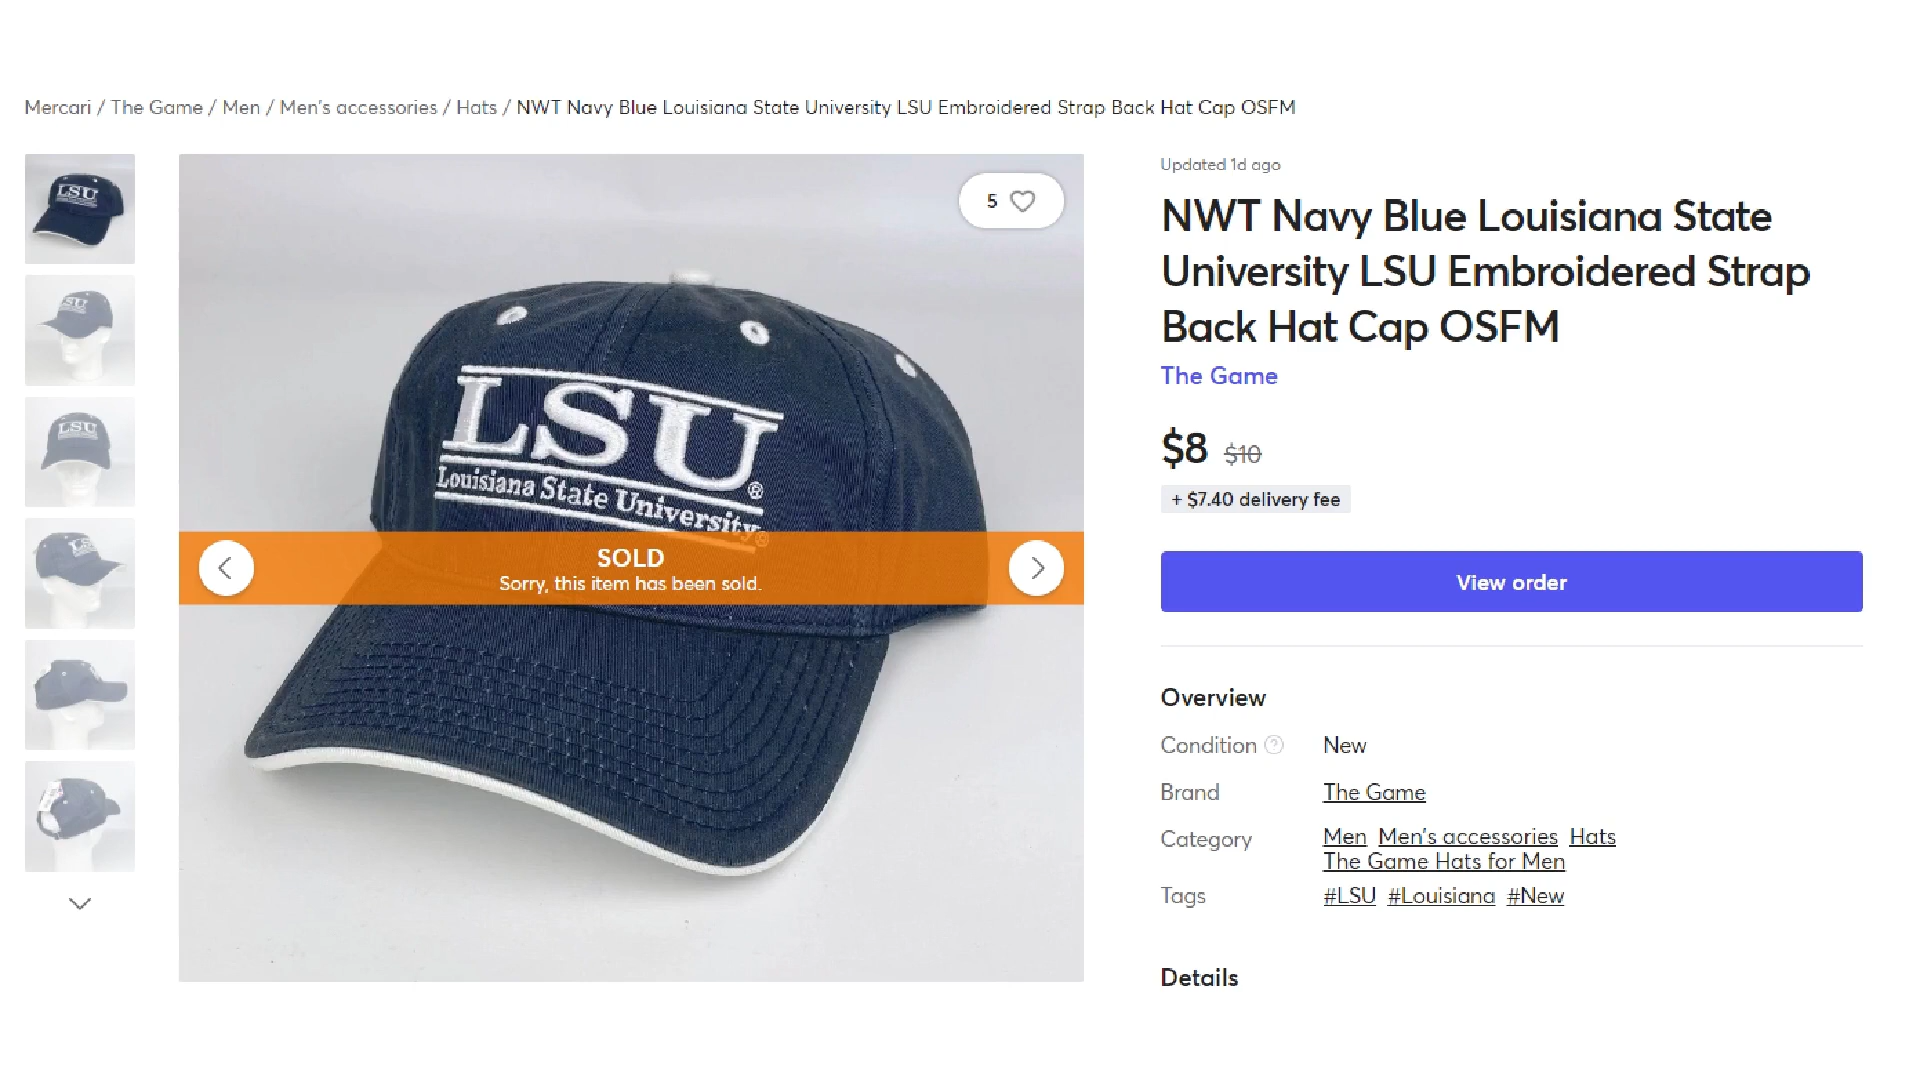 Mercari / The Game / Men / Men's accessories / Hats / NWT Navy Blue Louisiana State University LSU Embroidered Strap Back Hat Cap OSFM
5
LSU®
Louisiana State University®
SOLD
Sorry, this item has been sold.
Updated 1d ago
NWT Navy Blue Louisiana State
University LSU Embroidered Strap
Back Hat Cap OSFM
The Game
$8 $10
+ $7.40 delivery fee
View order
Overview
Condition ? New
Brand The Game
Category Men Men's accessories Hats
The Game Hats for Men
Tags #LSU #Louisiana #New
Details